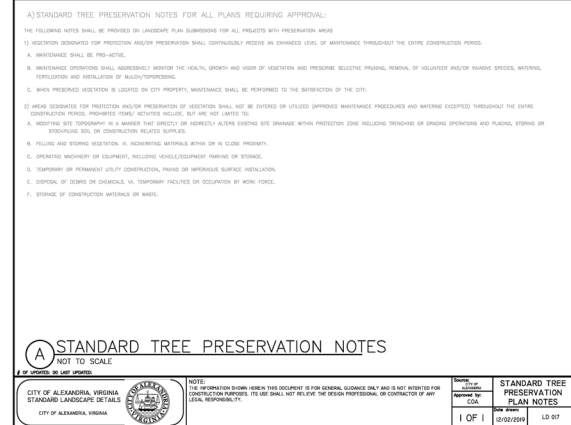 A) STANDARD TREE PRESERVATION NOTES FOR ALL PLANS REQUIRING APPROVAL:
THE FOLLOWING NOTES SHALL BE PROVIDED ON LANDSCAPE PLAN SUBMISSIONS FOR ALL PROJECTS WITH PRESERVATION AREAS
1) VEGETATION DESIGNATED FOR PROTECTION AND/OR PRESERVATION SHALL CONTINUOUSLY RECEIVE AN ENHANCED LEVEL OF MAINTENANCE THROUGHOUT THE ENTIRE CONSTRUCTION PERIOD.
A. MAINTENANCE SHALL BE PRO-ACTIVE.
B. MAINTENANCE OPERATIONS SHALL AGGRESSIVELY MONITOR THE HEALTH, GROWTH AND VIGOR OF VEGETATION AND PRESCRIBE SELECTIVE PRUNING, REMOVAL OF VOLUNTEER AND/OR INVASIVE SPECIES, WATERING,
FERTILIZATION AND INSTALLATION OF MULCH/TOPDRESSING.
C. WHEN PRESERVED VEGETATION IS LOCATED ON CITY PROPERTY, MAINTENANCE SHALL BE PERFORMED TO THE SATISFACTION OF THE CITY.
2) AREAS DESIGNATED FOR PROTECTION AND/OR PRESERVATION OF VEGETATION SHALL NOT BE ENTERED OR UTILIZED (APPROVED MAINTENANCE PROCEDURES AND WATERING EXCEPTED) THROUGHOUT THE ENTIRE
CONSTRUCTION PERIOD. PROHIBITED ITEMS/ ACTIVITIES INCLUDE, BUT ARE NOT LIMITED TO:
A. MODIFYING SITE TOPOGRAPHY IN A MANNER THAT DIRECTLY OR INDIRECTLY ALTERS EXISTING SITE DRAINAGE WITHIN PROTECTION ZONE INCLUDING TRENCHING OR GRADING OPERATIONS AND PLACING, STORING OR
STOCKPILING SOIL OR CONSTRUCTION RELATED SUPPLIES.
B. FELLING AND STORING VEGETATION. III. INCINERATING MATERIALS WITHIN OR IN CLOSE PROXIMITY.
C. OPERATING MACHINERY OR EQUIPMENT, INCLUDING VEHICLE/EQUIPMENT PARKING OR STORAGE.
D. TEMPORARY OR PERMANENT UTILITY CONSTRUCTION, PAVING OR IMPERVIOUS SURFACE INSTALLATION.
E. DISPOSAL OF DEBRIS OR CHEMICALS. VII. TEMPORARY FACILITIES OR OCCUPATION BY WORK FORCE.
F. STORAGE OF CONSTRUCTION MATERIALS OR WASTE.
A STANDARD TREE PRESERVATION NOTES
NOT TO SCALE
# OF UPDATES: 00 LAST UPDATED:
CITY OF ALEXANDRIA, VIRGINIA
STANDARD LANDSCAPE DETAILS
CITY OF ALEXANDRIA, VIRGINIA
NOTE:
THE INFORMATION SHOWN HEREIN THIS DOCUMENT IS FOR GENERAL GUIDANCE ONLY AND IS NOT INTENDED FOR
CONSTRUCTION PURPOSES. ITS USE SHALL NOT RELIEVE THE DESIGN PROFESSIONAL OR CONTRACTOR OF ANY
LEGAL RESPONSIBILITY.
Source:
CITY OF
ALEXANDRIA
Approved by:
COA
1 OF 1
STANDARD TREE
PRESERVATION
PLAN NOTES
Date drawn:
12/02/2019
LD 017